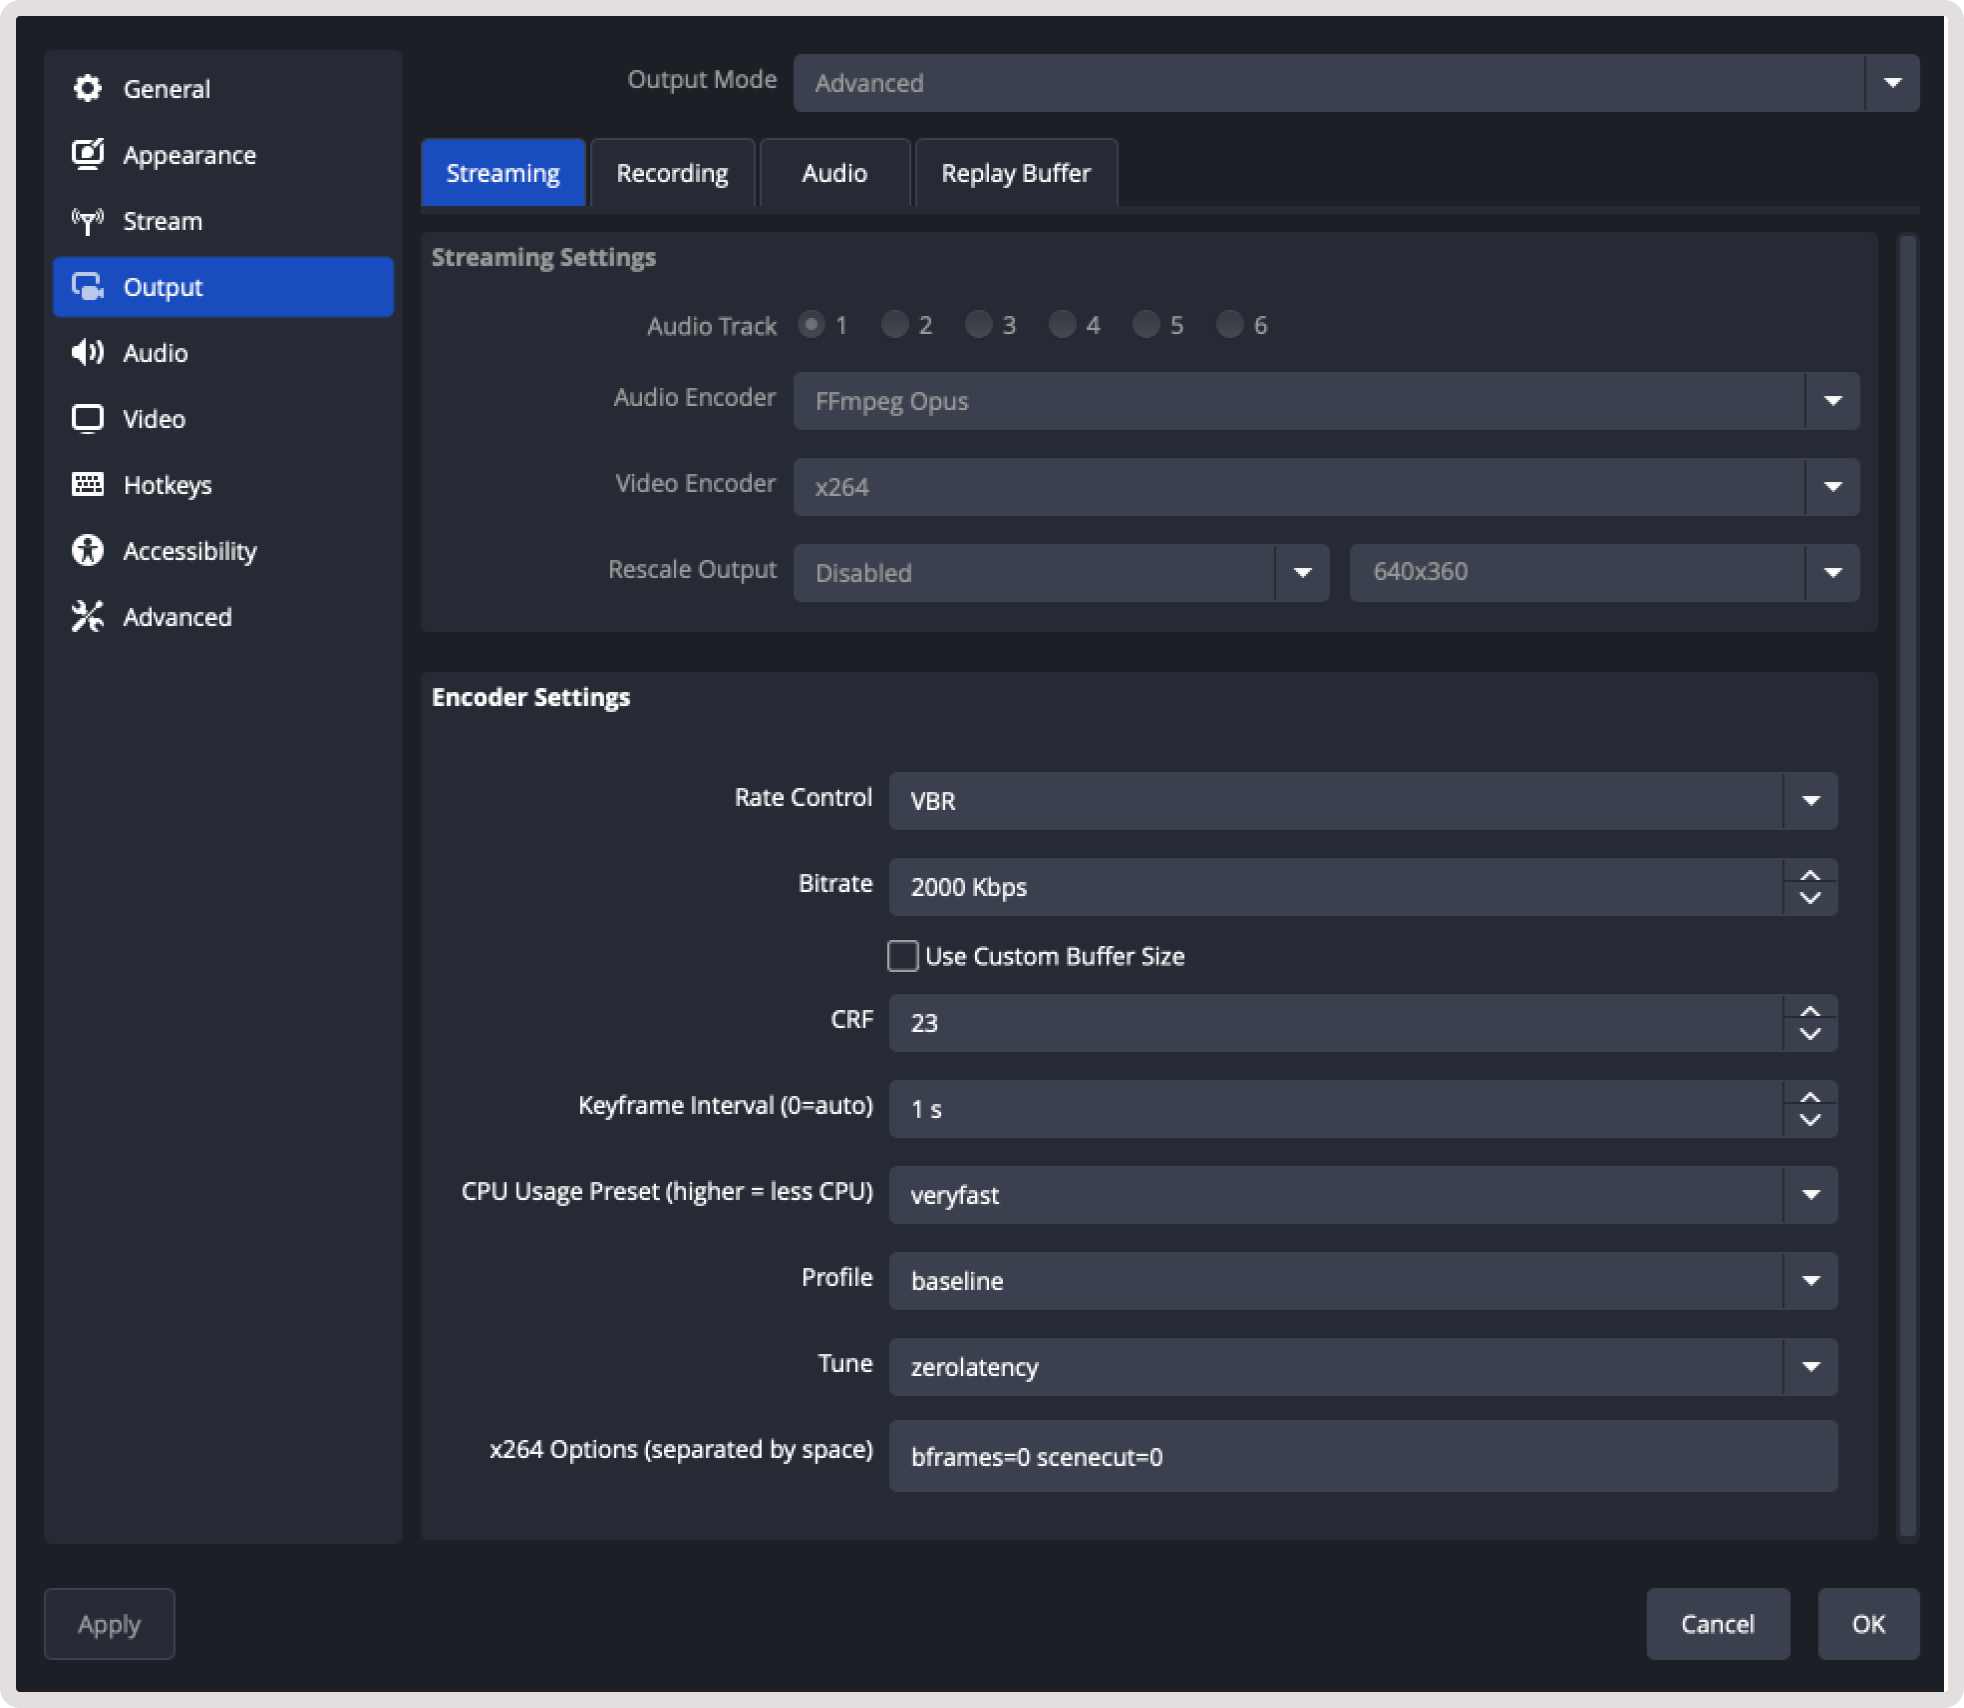 General
Appearance
Stream
Output
Audio
Video
Hotkeys
Accessibility
Advanced
Output Mode Advanced
Streaming Recording Audio Replay Buffer
Streaming Settings
Audio Track 1 2 3 4 5 6
Audio Encoder FFmpeg Opus
Video Encoder x264
Rescale Output Disabled 640x360
Encoder Settings
Rate Control VBR
Bitrate 2000 Kbps
Use Custom Buffer Size
CRF 23
Keyframe Interval (0=auto) 1 s
CPU Usage Preset (higher = less CPU) veryfast
Profile baseline
Tune zerolatency
x264 Options (separated by space) bframes=0 scenecut=0
Apply Cancel OK